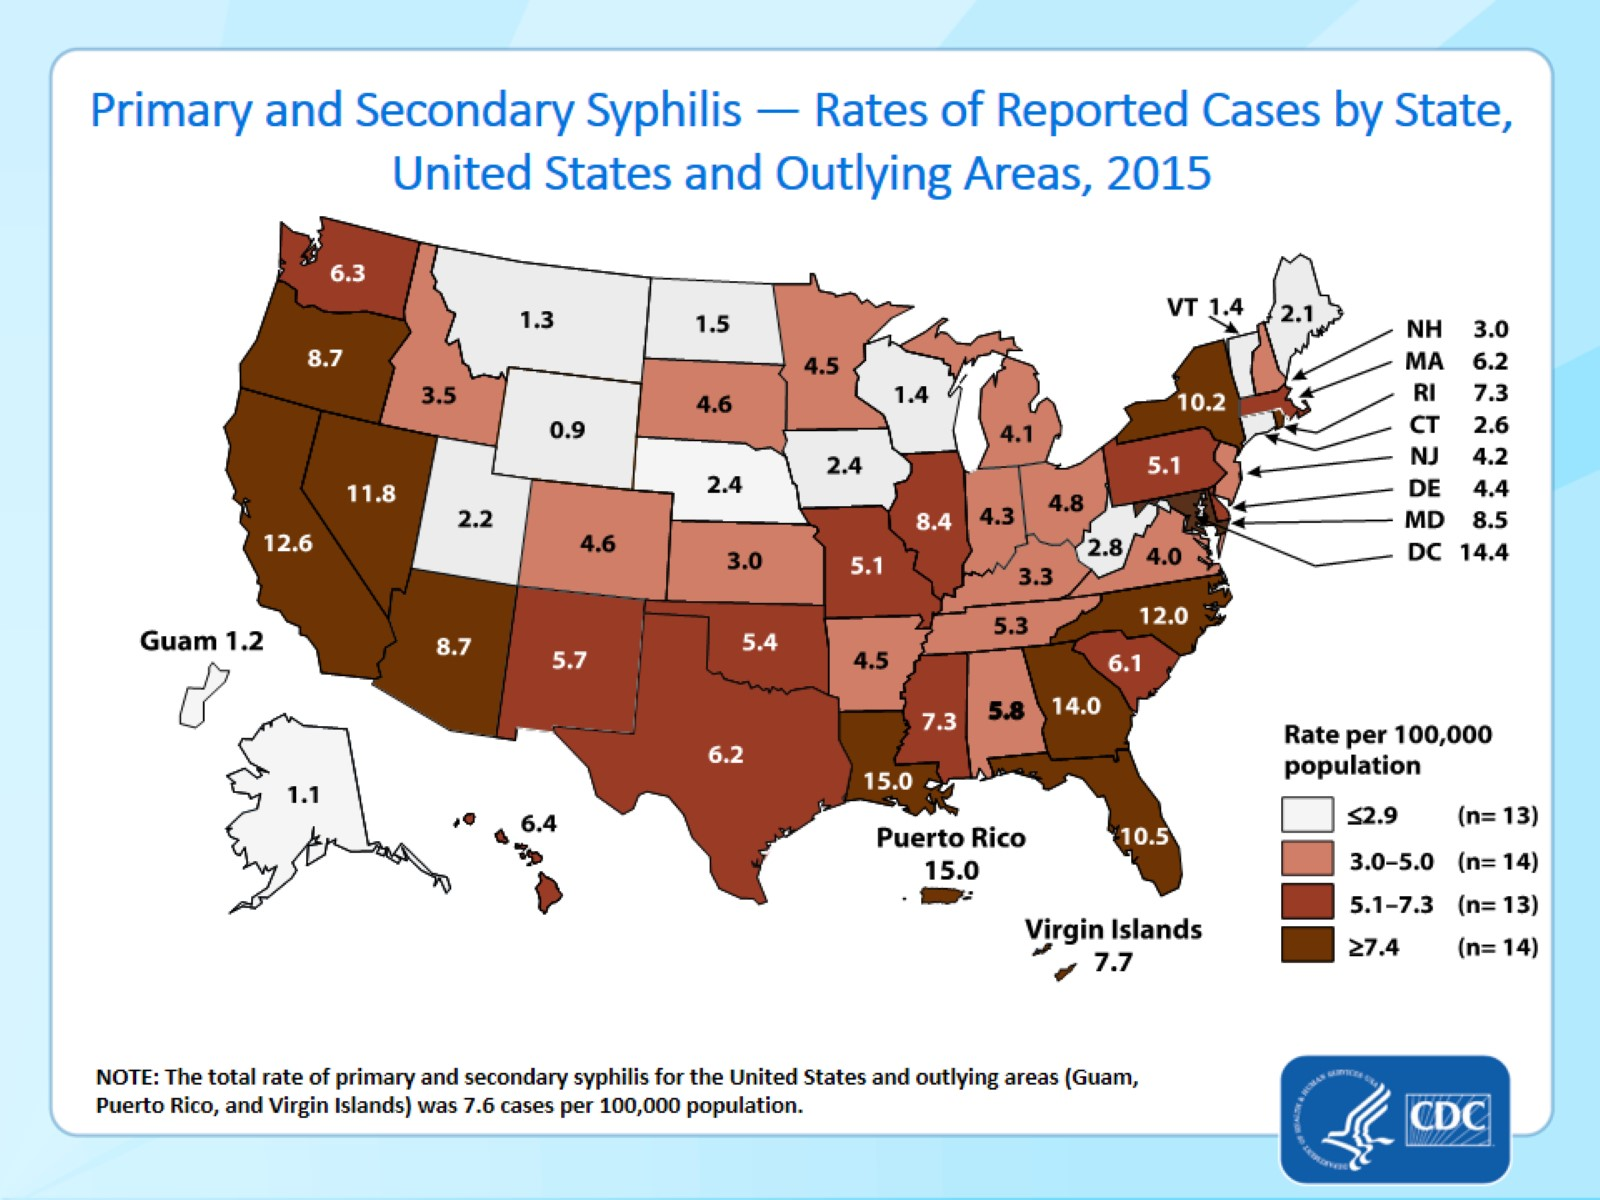 Primary and Secondary Syphilis — Rates of Reported Cases by State,
United States and Outlying Areas, 2015
6.3
8.7
3.5
1.3
1.5
4.5
4.6
0.9
1.4
4.1
VT 1.4
2.1
10.2
NH 3.0
MA 6.2
RI 7.3
CT 2.6
NJ 4.2
DE 4.4
MD 8.5
DC 14.4
12.6
11.8
2.2
4.6
2.4
2.4
3.0
5.1
8.4
4.3
4.8
5.1
2.8
4.0
3.3
5.3
12.0
6.1
8.7
5.7
5.4
4.5
6.2
15.0
7.3
5.8
14.0
10.5
Guam 1.2
1.1
6.4
Puerto Rico
15.0
Virgin Islands
7.7
Rate per 100,000
population
≤2.9 (n= 13)
3.0–5.0 (n= 14)
5.1–7.3 (n= 13)
≥7.4 (n= 14)
NOTE: The total rate of primary and secondary syphilis for the United States and outlying areas (Guam,
Puerto Rico, and Virgin Islands) was 7.6 cases per 100,000 population.
DEPARTMENT OF HEALTH & HUMAN SERVICES·USA
CDC